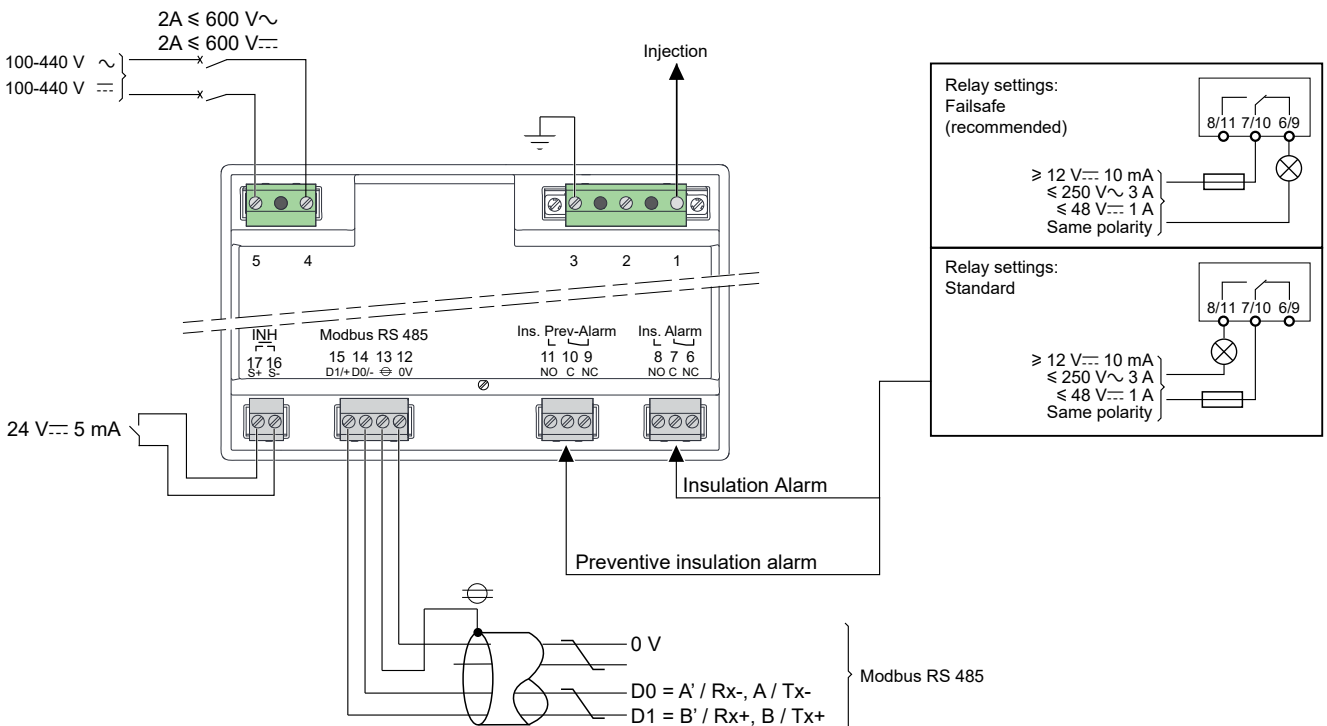 2A ≤ 600 V∼
2A ≤ 600 V⎓
100-440 V ∼
100-440 V ⎓
Injection
5 4
3 2 1
INH
17 16
S+ S-
Modbus RS 485
15 14 13 12
D1/+ D0/- 0V
Ins. Prev-Alarm
11 10 9
NO C NC
Ins. Alarm
8 7 6
NO C NC
24 V⎓ 5 mA
Insulation Alarm
Preventive insulation alarm
0 V
D0 = A’ / Rx-, A / Tx-
D1 = B’ / Rx+, B / Tx+
Modbus RS 485
Relay settings:
Failsafe
(recommended)
8/11 7/10 6/9
≥ 12 V⎓ 10 mA
≤ 250 V∼ 3 A
≤ 48 V⎓ 1 A
Same polarity
Relay settings:
Standard
8/11 7/10 6/9
≥ 12 V⎓ 10 mA
≤ 250 V∼ 3 A
≤ 48 V⎓ 1 A
Same polarity